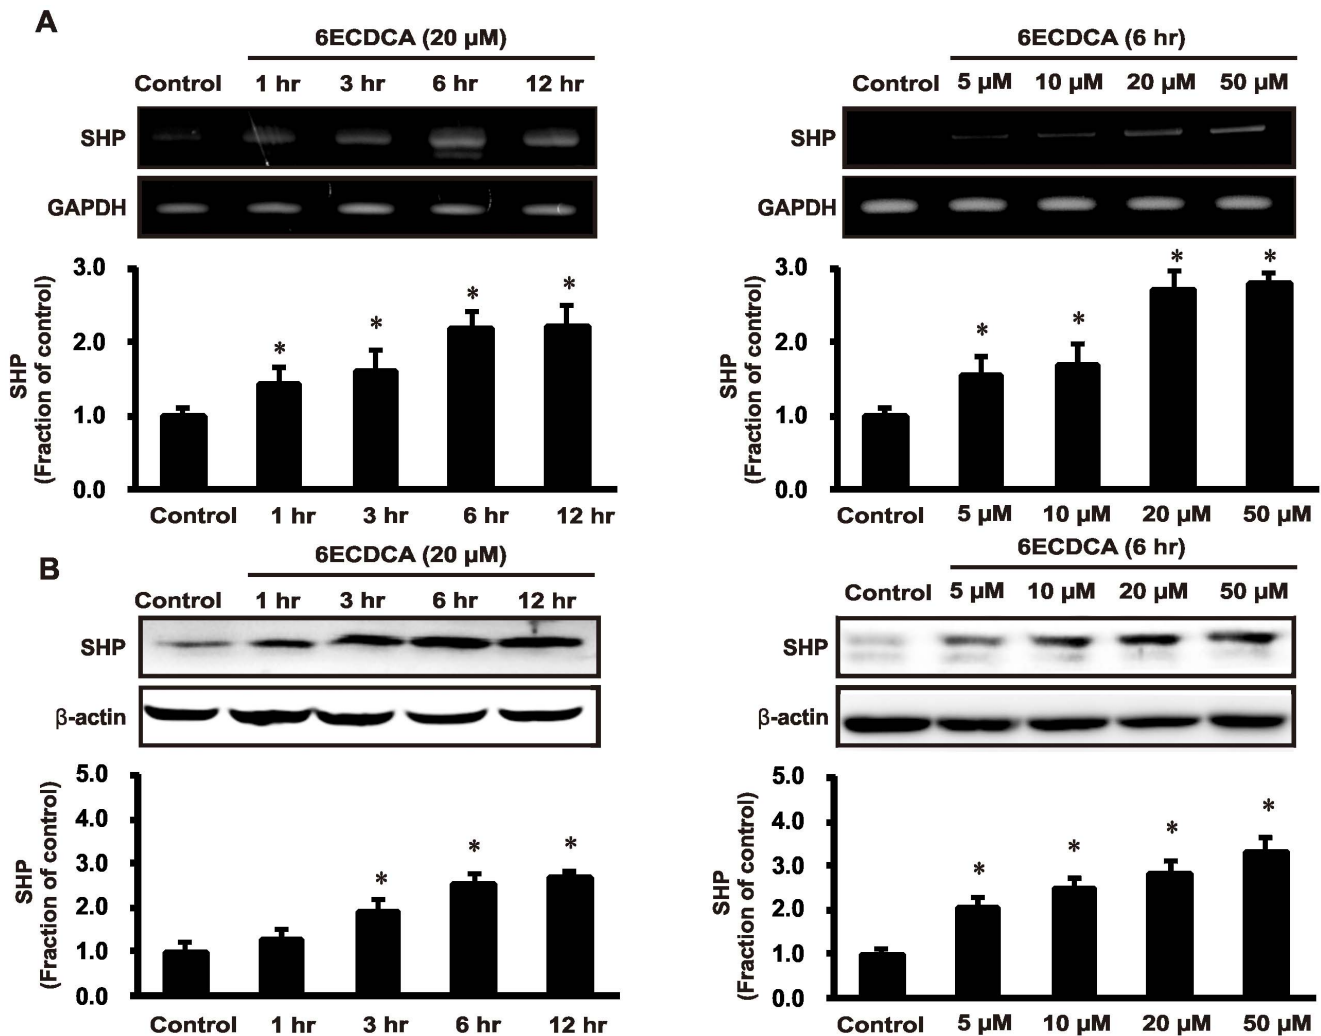 A
6ECDCA (20 µM)
Control 1 hr 3 hr 6 hr 12 hr
SHP
GAPDH
SHP
(Fraction of control)
3.0
2.0
1.0
0.0
* * * *
Control 1 hr 3 hr 6 hr 12 hr
6ECDCA (6 hr)
Control 5 µM 10 µM 20 µM 50 µM
SHP
GAPDH
SHP
(Fraction of control)
3.0
2.0
1.0
0.0
* * * *
Control 5 µM 10 µM 20 µM 50 µM
B
6ECDCA (20 µM)
Control 1 hr 3 hr 6 hr 12 hr
SHP
β-actin
SHP
(Fraction of control)
5.0
4.0
3.0
2.0
1.0
0.0
* * *
Control 1 hr 3 hr 6 hr 12 hr
6ECDCA (6 hr)
Control 5 µM 10 µM 20 µM 50 µM
SHP
β-actin
SHP
(Fraction of control)
5.0
4.0
3.0
2.0
1.0
0.0
* * * *
Control 5 µM 10 µM 20 µM 50 µM